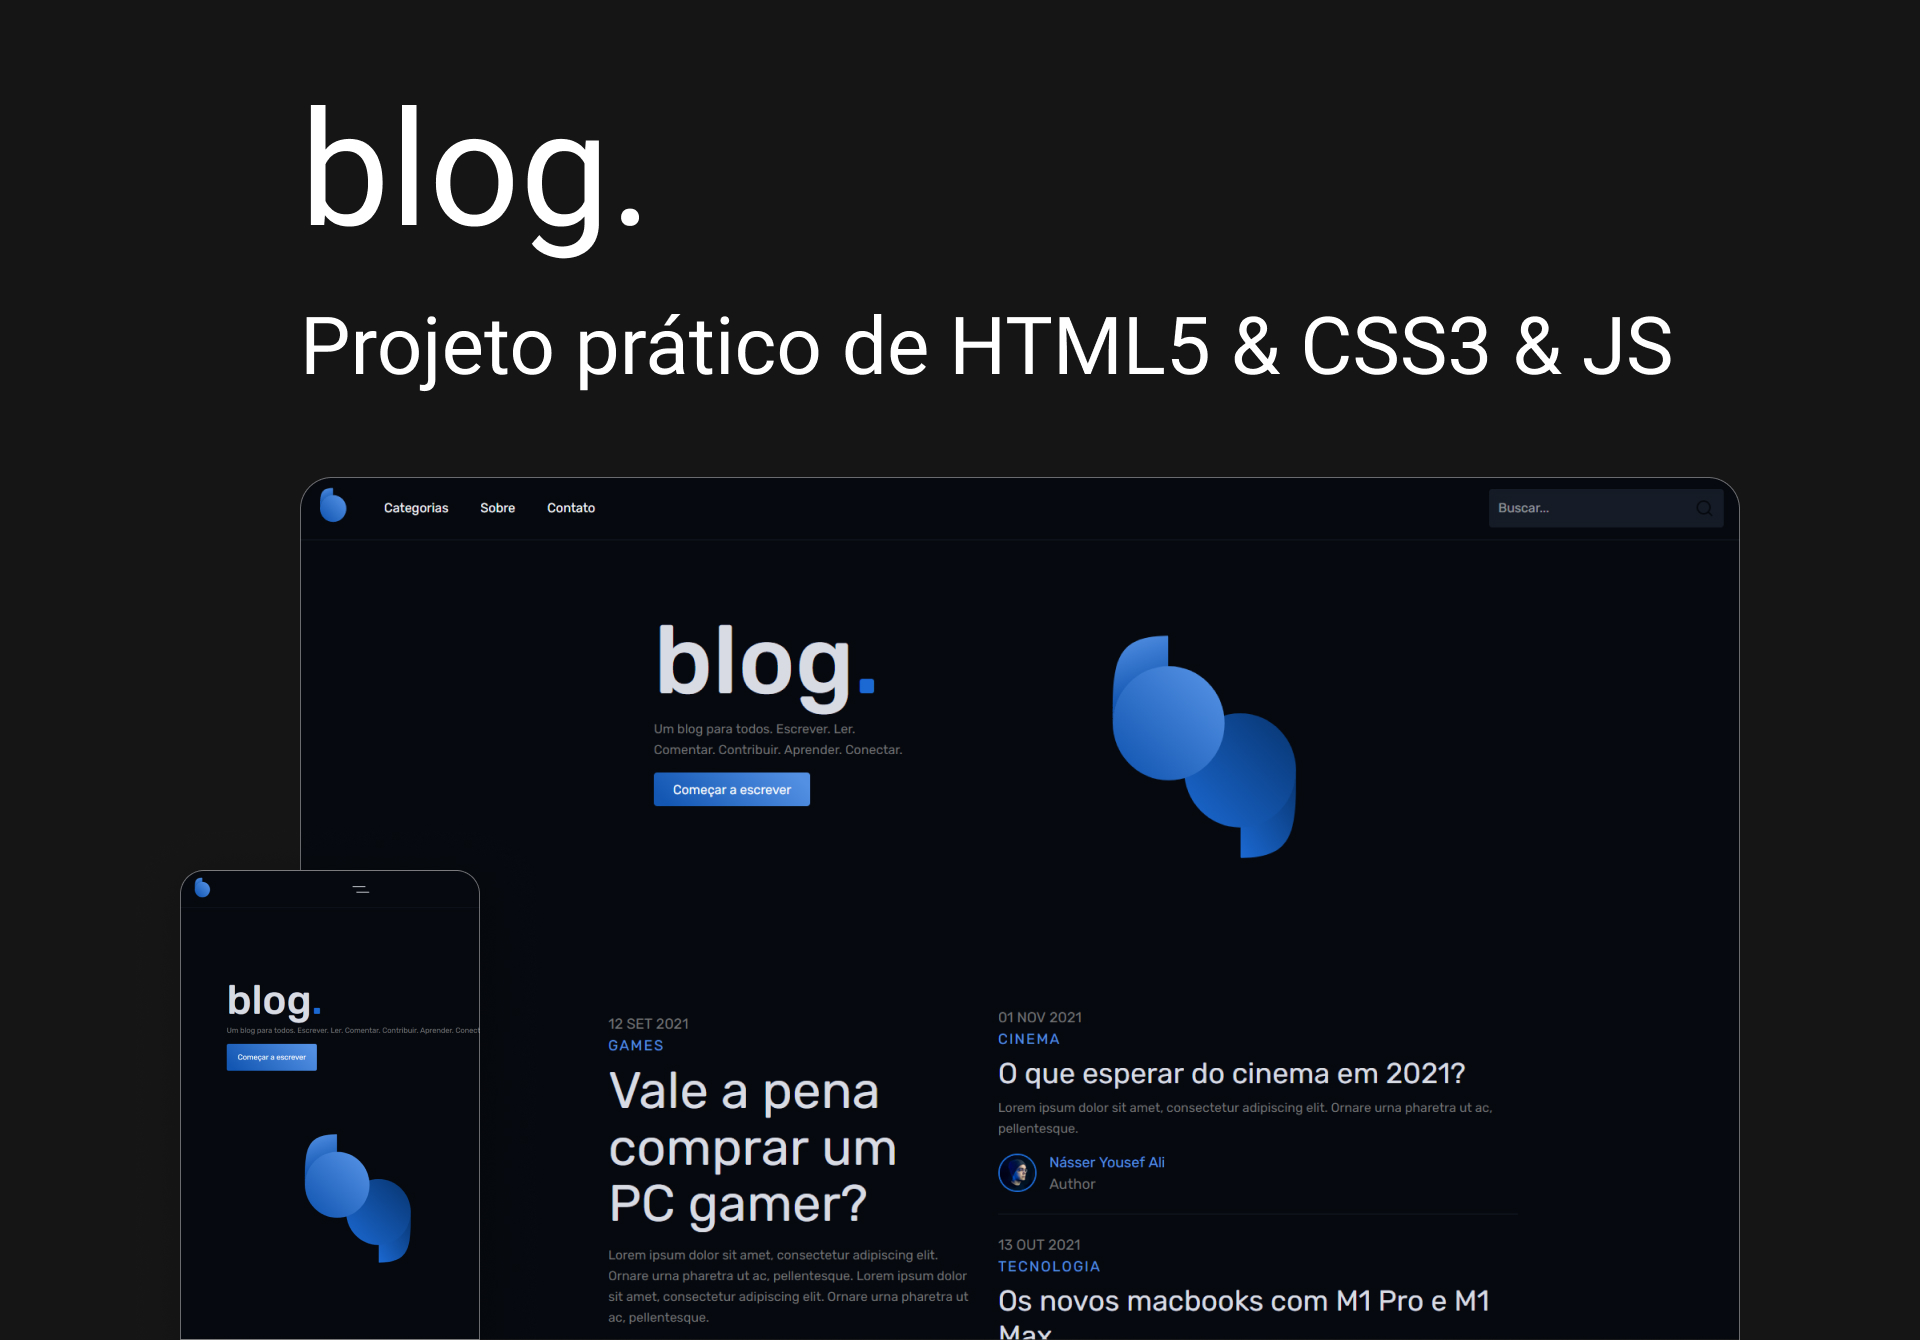 blog.
Projeto prático de HTML5 & CSS3 & JS
Categorias Sobre Contato Buscar...
blog.
Um blog para todos. Escrever. Ler.
Comentar. Contribuir. Aprender. Conectar.
Começar a escrever
blog.
Um blog para todos. Escrever. Ler. Comentar. Contribuir. Aprender. Conect
Começar a escrever
12 SET 2021
GAMES
Vale a pena
comprar um
PC gamer?
Lorem ipsum dolor sit amet, consectetur adipiscing elit.
Ornare urna pharetra ut ac, pellentesque. Lorem ipsum dolor
sit amet, consectetur adipiscing elit. Ornare urna pharetra ut
ac, pellentesque.
01 NOV 2021
CINEMA
O que esperar do cinema em 2021?
Lorem ipsum dolor sit amet, consectetur adipiscing elit. Ornare urna pharetra ut ac,
pellentesque.
Násser Yousef Ali
Author
13 OUT 2021
TECNOLOGIA
Os novos macbooks com M1 Pro e M1
Max